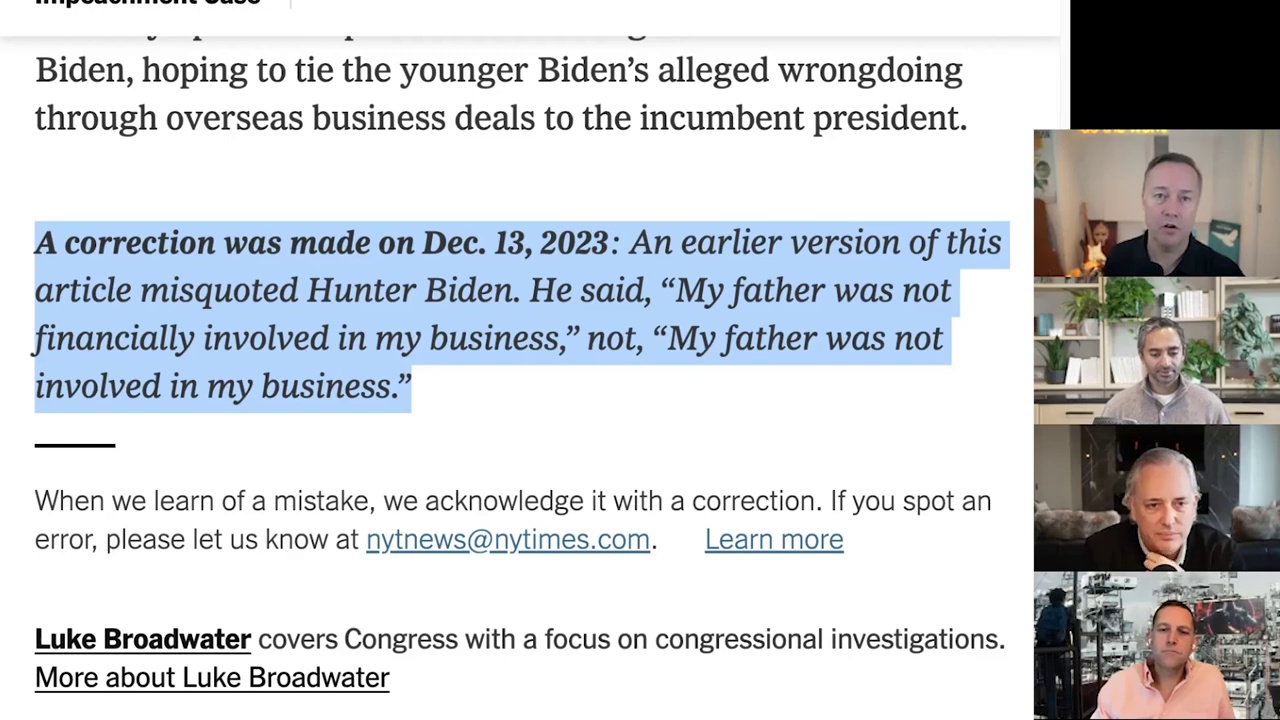 Impeachment Case
Biden, hoping to tie the younger Biden’s alleged wrongdoing
through overseas business deals to the incumbent president.
A correction was made on Dec. 13, 2023: An earlier version of this
article misquoted Hunter Biden. He said, “My father was not
financially involved in my business,” not, “My father was not
involved in my business.”
When we learn of a mistake, we acknowledge it with a correction. If you spot an
error, please let us know at nytnews@nytimes.com. Learn more
Luke Broadwater covers Congress with a focus on congressional investigations.
More about Luke Broadwater